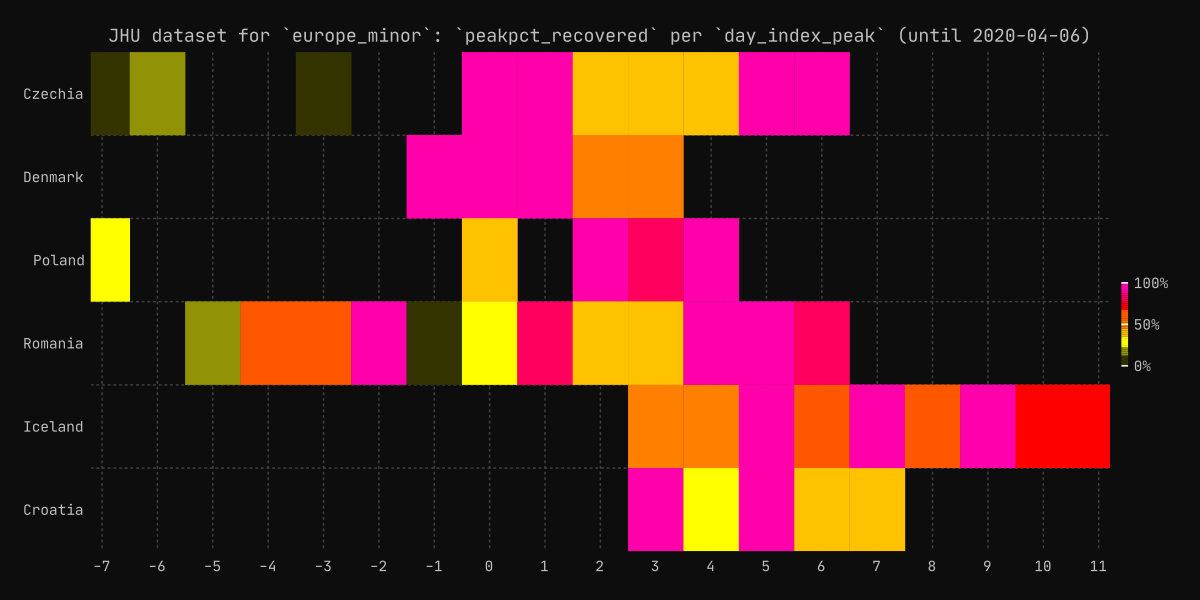 JHU dataset for `europe_minor`: `peakpct_recovered` per `day_index_peak` (until 2020-04-06)
Czechia
Denmark
Poland
Romania
Iceland
Croatia
100%
50%
0%
-7 -6 -5 -4 -3 -2 -1 0 1 2 3 4 5 6 7 8 9 10 11